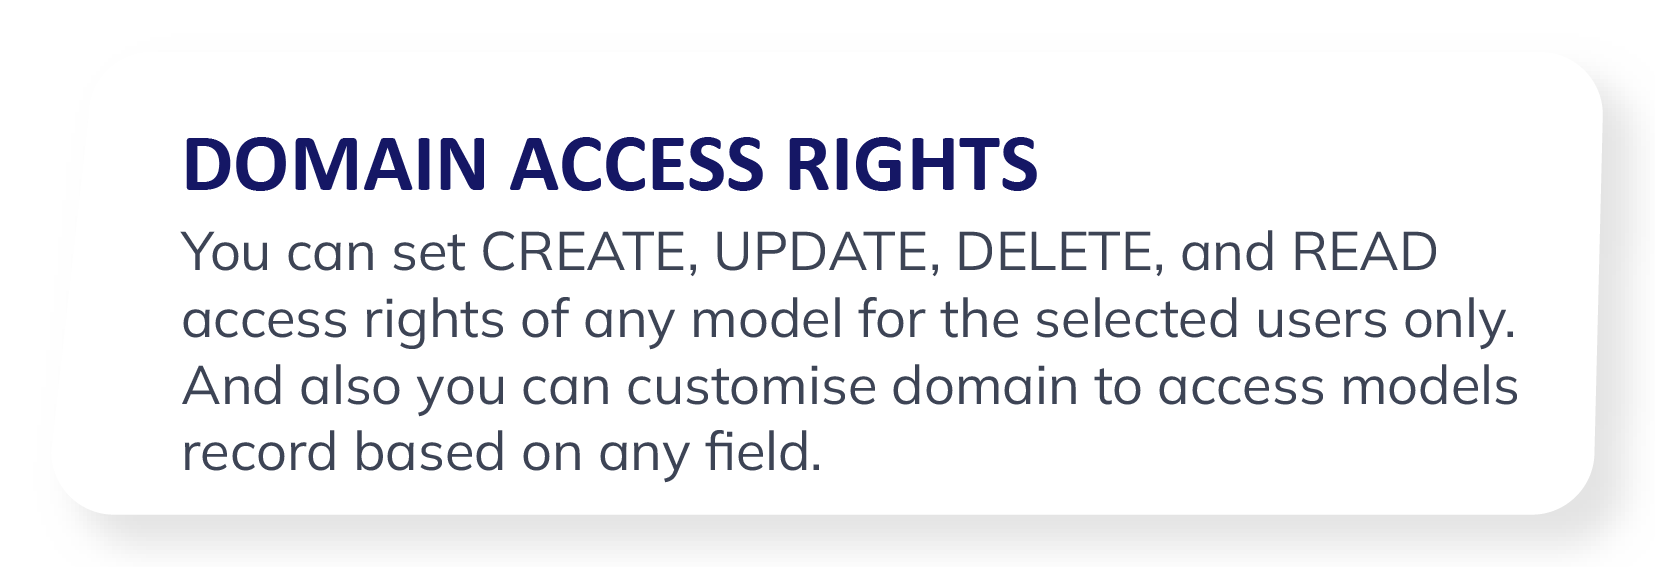 DOMAIN ACCESS RIGHTS
You can set CREATE, UPDATE, DELETE, and READ
access rights of any model for the selected users only.
And also you can customise domain to access models
record based on any field.